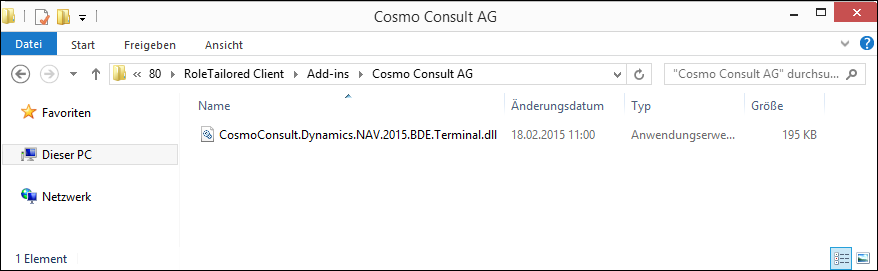 Cosmo Consult AG
Datei Start Freigeben Ansicht
80 RoleTailored Client Add-ins Cosmo Consult AG "Cosmo Consult AG" durchsu...
Favoriten
Dieser PC
Netzwerk
Name Änderungsdatum Typ Größe
CosmoConsult.Dynamics.NAV.2015.BDE.Terminal.dll 18.02.2015 11:00 Anwendungserwe... 195 KB
1 Element